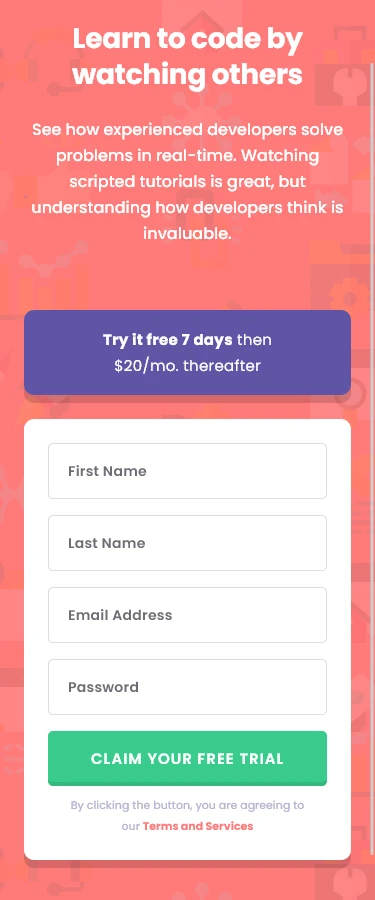 Learn to code by
watching others
See how experienced developers solve
problems in real-time. Watching
scripted tutorials is great, but
understanding how developers think is
invaluable.
Try it free 7 days then
$20/mo. thereafter
First Name
Last Name
Email Address
Password
CLAIM YOUR FREE TRIAL
By clicking the button, you are agreeing to
our Terms and Services